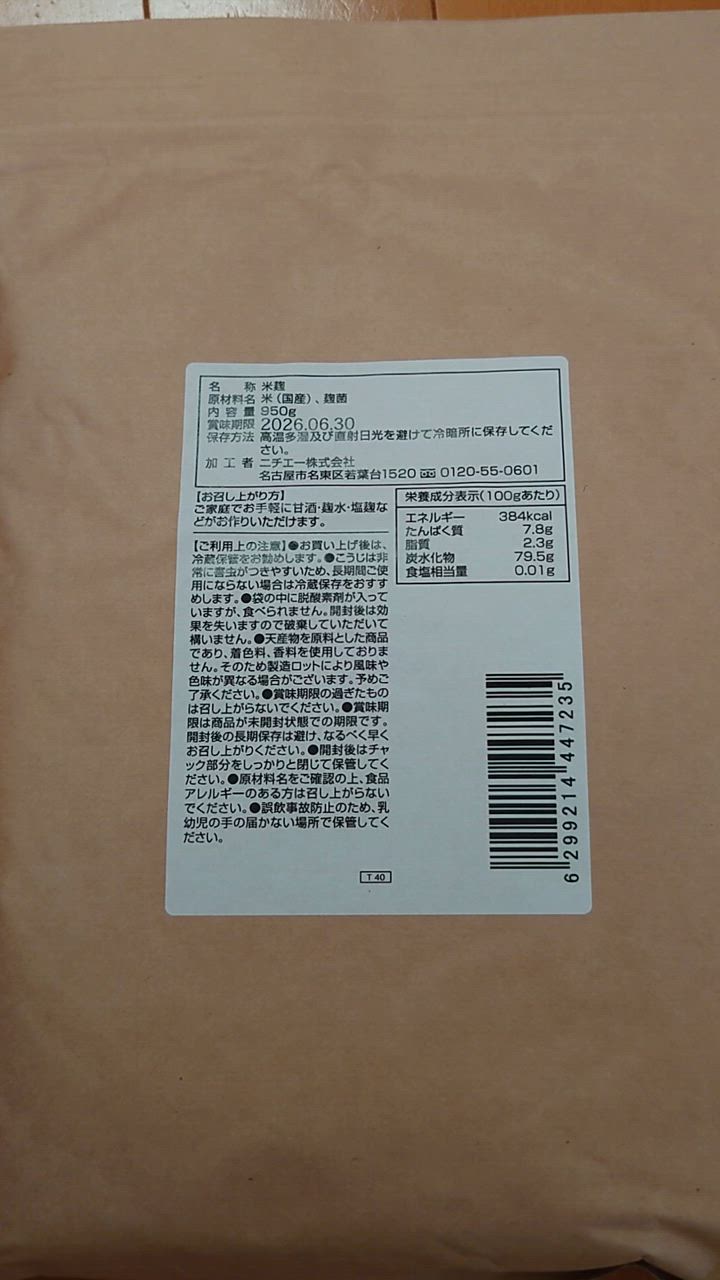 名　　称 米麹
原材料名 米（国産）、麹菌
内 容 量 950g
賞味期限 2026.06.30
保存方法 高温多湿及び直射日光を避けて冷暗所に保存してくだ
さい。
加 工 者 ニチエー株式会社
名古屋市名東区若葉台1520 0120-55-0601
【お召し上がり方】
ご家庭でお手軽に甘酒・麹水・塩麹な
どがお作りいただけます。
【ご利用上の注意】●お買い上げ後は、
冷蔵保管をお勧めします。●こうじは非
常に害虫がつきやすいため、長期間ご使
用にならない場合は冷蔵保存をおすす
めします。●袋の中に脱酸素剤が入って
いますが、食べられません。開封後は効
果を失いますので破棄していただいて
構いません。●天産物を原料とした商品
であり、着色料、香料を使用しておりま
せん。そのため製造ロットにより風味や
色味が異なる場合がございます。予めご
了承ください。●賞味期限の過ぎたもの
は召し上がらないでください。●賞味期
限は商品が未開封状態での期限です。
開封後の長期保存は避け、なるべく早く
お召し上がりください。●開封後はチャ
ック部分をしっかりと閉じて保管してく
ださい。●原材料名をご確認の上、食品
アレルギーのある方は召し上がらない
でください。●誤飲事故防止のため、乳
幼児の手の届かない場所で保管してく
ださい。
栄養成分表示（100gあたり）
エネルギー 384kcal
たんぱく質 7.8g
脂質 2.3g
炭水化物 79.5g
食塩相当量 0.01g
6 299214 447235
T 40